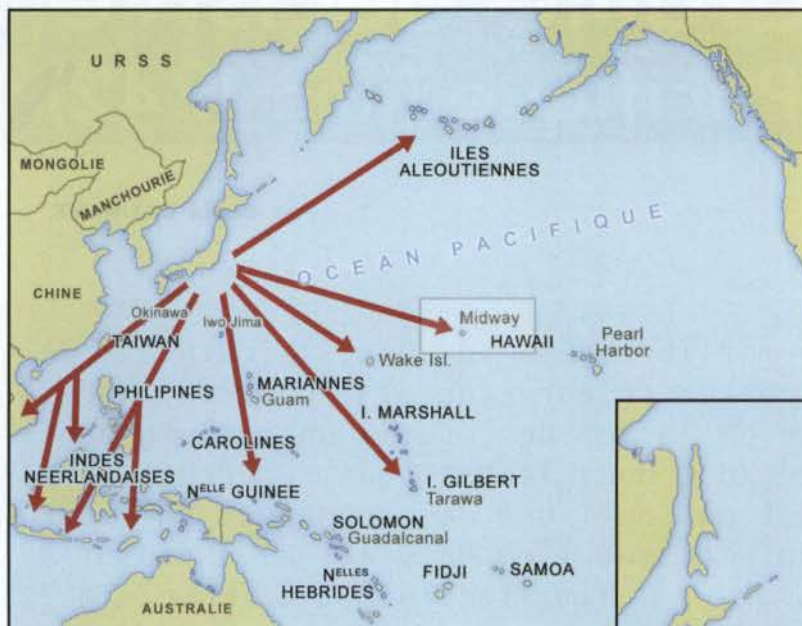 URSS
MONGOLIE
MANCHOURIE
ILES
ALEOUTIENNES
OCEAN PACIFIQUE
CHINE
Okinawa
Iwo Jima
Midway
TAIWAN
HAWAII
Pearl
Harbor
Wake Isl.
PHILIPINES
MARIANNES
Guam
I. MARSHALL
CAROLINES
INDES
NEERLANDAISES
NELLE GUINEE
I. GILBERT
Tarawa
SOLOMON
Guadalcanal
NELLES
HEBRIDES
FIDJI
SAMOA
AUSTRALIE